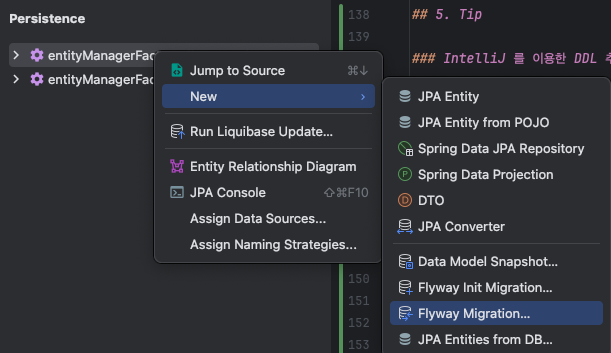 Persistence
entityManagerFac
entityManagerFac
Jump to Source ⌘↓
New >
Run Liquibase Update...
Entity Relationship Diagram
JPA Console ⇧⌘F10
Assign Data Sources...
Assign Naming Strategies...
138 ## 5. Tip
139
### IntelliJ 를 이용한 DDL 추
JPA Entity
JPA Entity from POJO
Spring Data JPA Repository
Spring Data Projection
DTO
JPA Converter
Data Model Snapshot...
Flyway Init Migration...
Flyway Migration...
JPA Entities from DB...
150
151
152
153